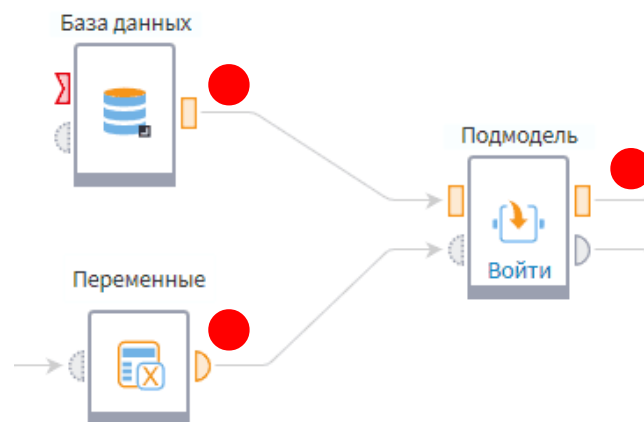 База данных
Подмодель
Войти
Переменные
X